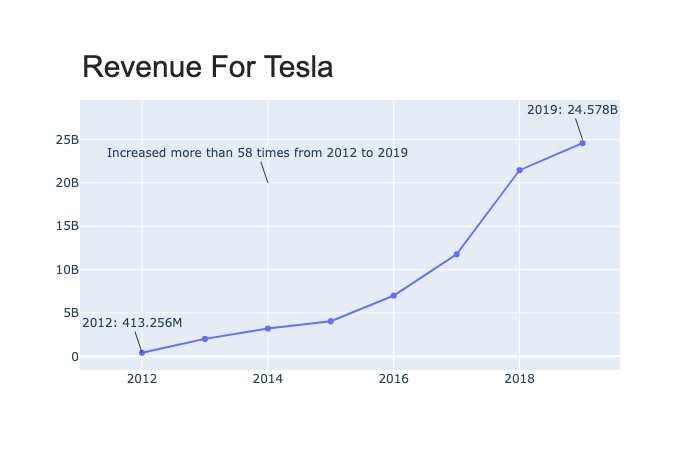 Revenue For Tesla
2019: 24.578B
25B
Increased more than 58 times from 2012 to 2019
20B
15B
10B
5B
2012: 413.256M
0
2012 2014 2016 2018